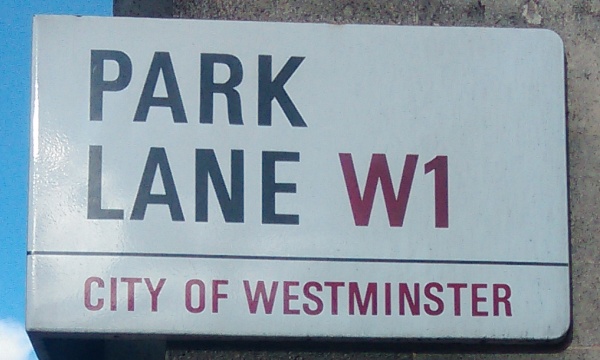 PARK
LANE W1
CITY OF WESTMINSTER